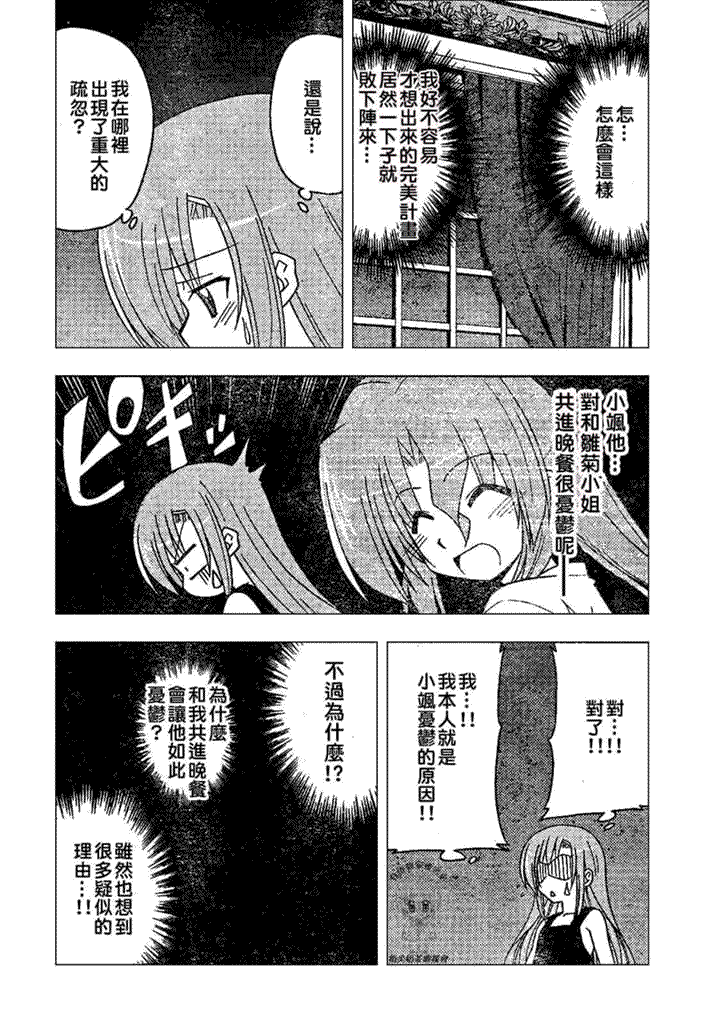 怎…
怎麼會這樣
我好不容易
才想出來的完美計畫
居然一下子就
敗下陣來…
還是說…
我在哪裡
出現了重大的
疏忽？
小颯他…
對和雛菊小姐
共進晚餐很憂鬱呢——
ピキッ
對…!!
對了!!
我…!!
我本人就是
小颯憂鬱的原因!!
不過為什麼!?
為什麼
和我共進晚餐
會讓他如此
憂鬱？
雖然也想到
很多疑似的
理由…!!